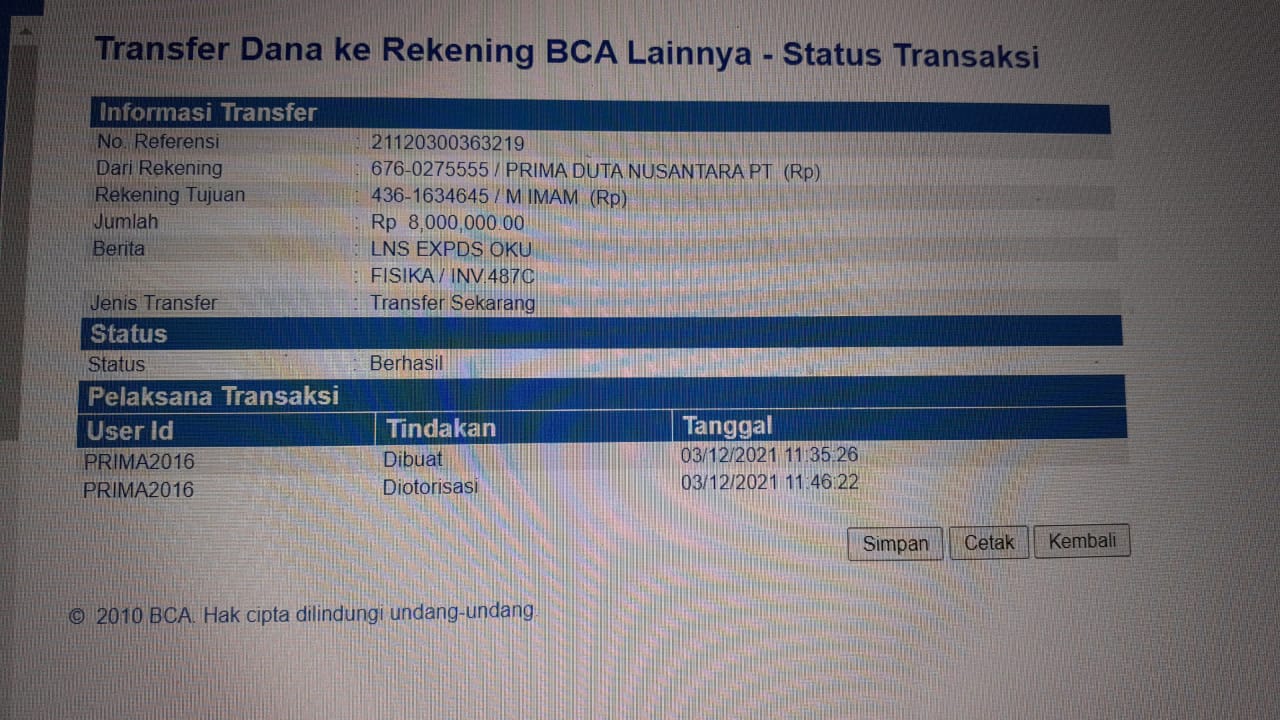 Transfer Dana ke Rekening BCA Lainnya - Status Transaksi
Informasi Transfer
No. Referensi : 21120300363219
Dari Rekening : 676-0275555 / PRIMA DUTA NUSANTARA PT (Rp)
Rekening Tujuan : 436-1634645 / M IMAM (Rp)
Jumlah : Rp 8,000,000.00
Berita : LNS EXPDS OKU
: FISIKA / INV.487C
Jenis Transfer : Transfer Sekarang
Status
Status : Berhasil
Pelaksana Transaksi
User Id Tindakan Tanggal
PRIMA2016 Dibuat 03/12/2021 11:35:26
PRIMA2016 Diotorisasi 03/12/2021 11:46:22
Simpan Cetak Kembali
© 2010 BCA. Hak cipta dilindungi undang-undang